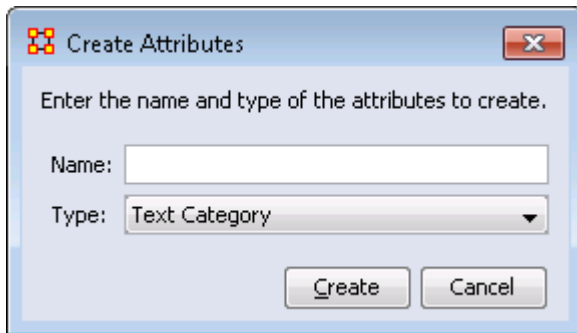 Create Attributes
Enter the name and type of the attributes to create.
Name:
Type: Text Category
Create Cancel